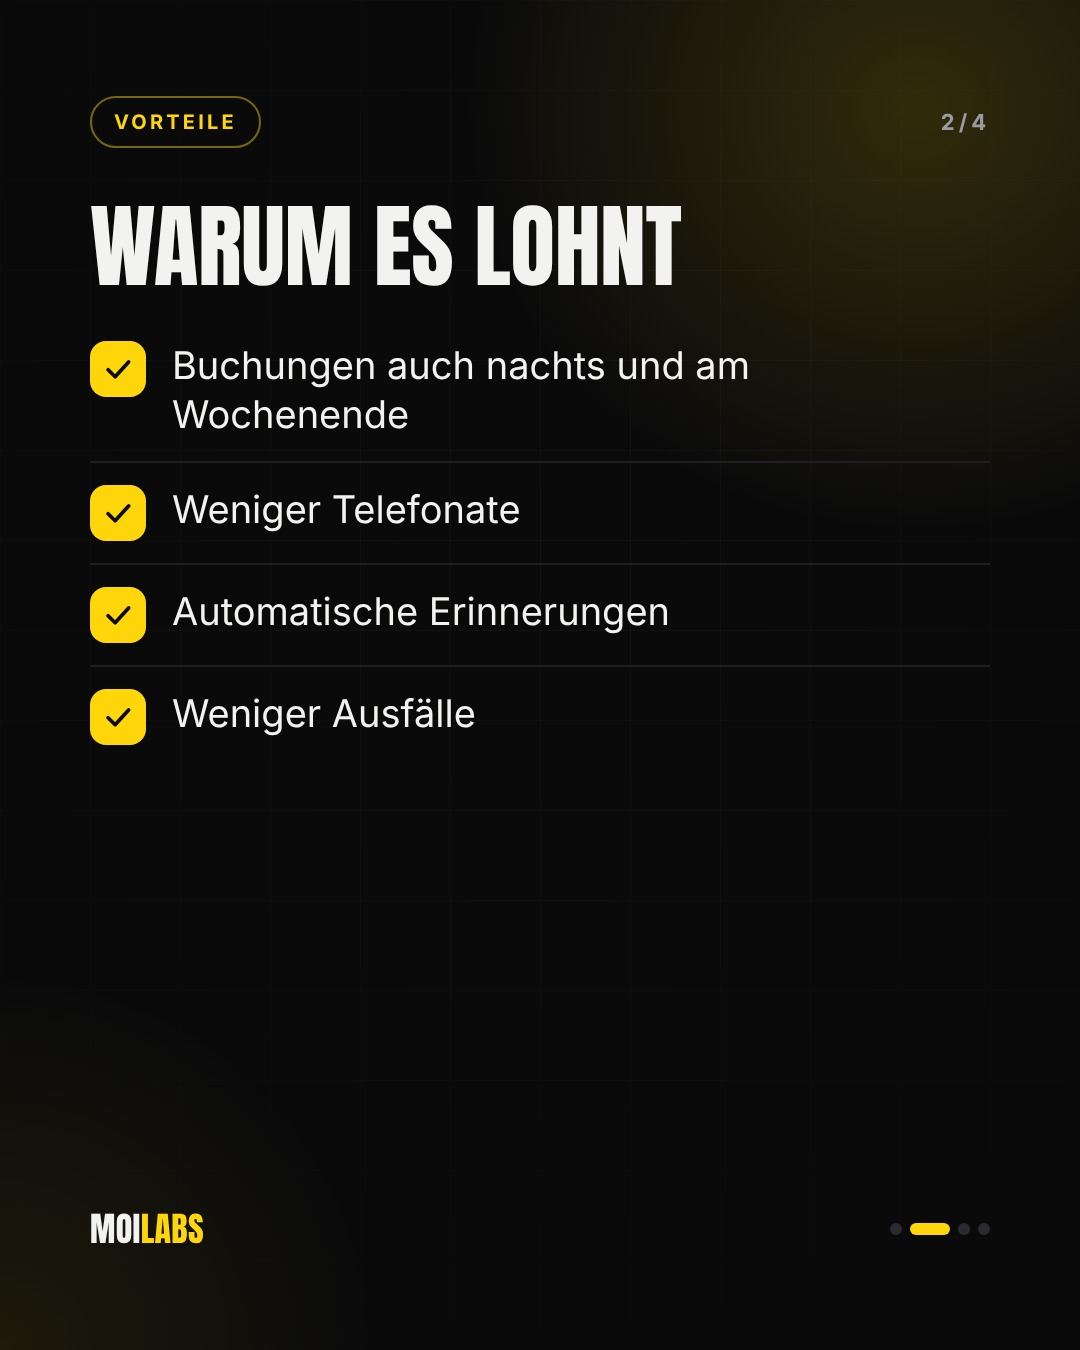 VORTEILE
2/4
WARUM ES LOHNT
Buchungen auch nachts und am
Wochenende
Weniger Telefonate
Automatische Erinnerungen
Weniger Ausfälle
MOILABS